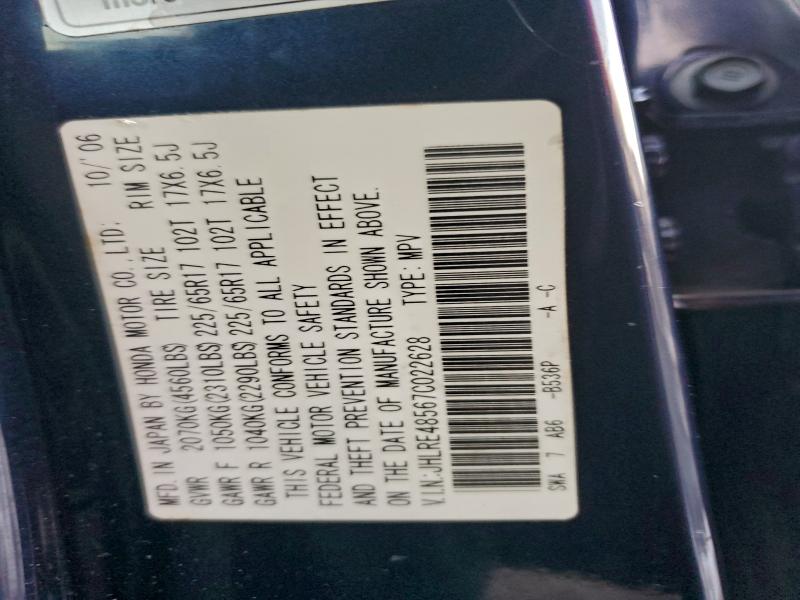 MFD. IN JAPAN BY HONDA MOTOR CO., LTD. 10/'06
GVWR 2070KG(4560LBS) TIRE SIZE RIM SIZE
GAWR F 1050KG(2310LBS) 225/65R17 102T 17X6.5J
GAWR R 1040KG(2290LBS) 225/65R17 102T 17X6.5J
THIS VEHICLE CONFORMS TO ALL APPLICABLE
FEDERAL MOTOR VEHICLE SAFETY
AND THEFT PREVENTION STANDARDS IN EFFECT
ON THE DATE OF MANUFACTURE SHOWN ABOVE.
V.I.N.:JHLRE48567C022628 TYPE: MPV
SWA 7 AB6 -B536P -A -C